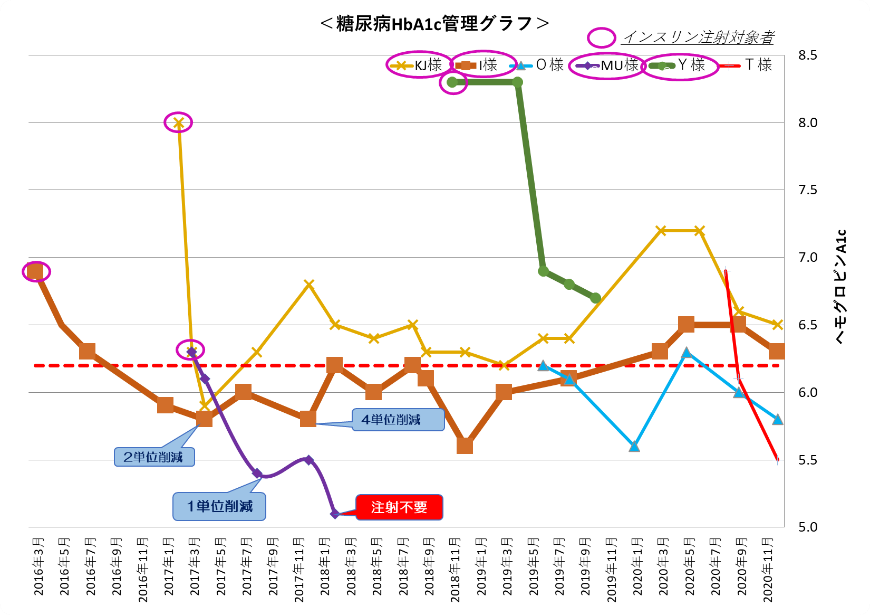 ＜糖尿病HbA1c管理グラフ＞
インスリン注射対象者
KJ様 I様 O様 MU様 Y様 T様
8.5
8.0
7.5
7.0
6.5
6.0
5.5
5.0
ヘモグロビンA1c
2単位削減
4単位削減
1単位削減
注射不要
2016年3月
2016年5月
2016年7月
2016年9月
2016年11月
2017年1月
2017年3月
2017年5月
2017年7月
2017年9月
2017年11月
2018年1月
2018年3月
2018年5月
2018年7月
2018年9月
2018年11月
2019年1月
2019年3月
2019年5月
2019年7月
2019年9月
2019年11月
2020年1月
2020年3月
2020年5月
2020年7月
2020年9月
2020年11月